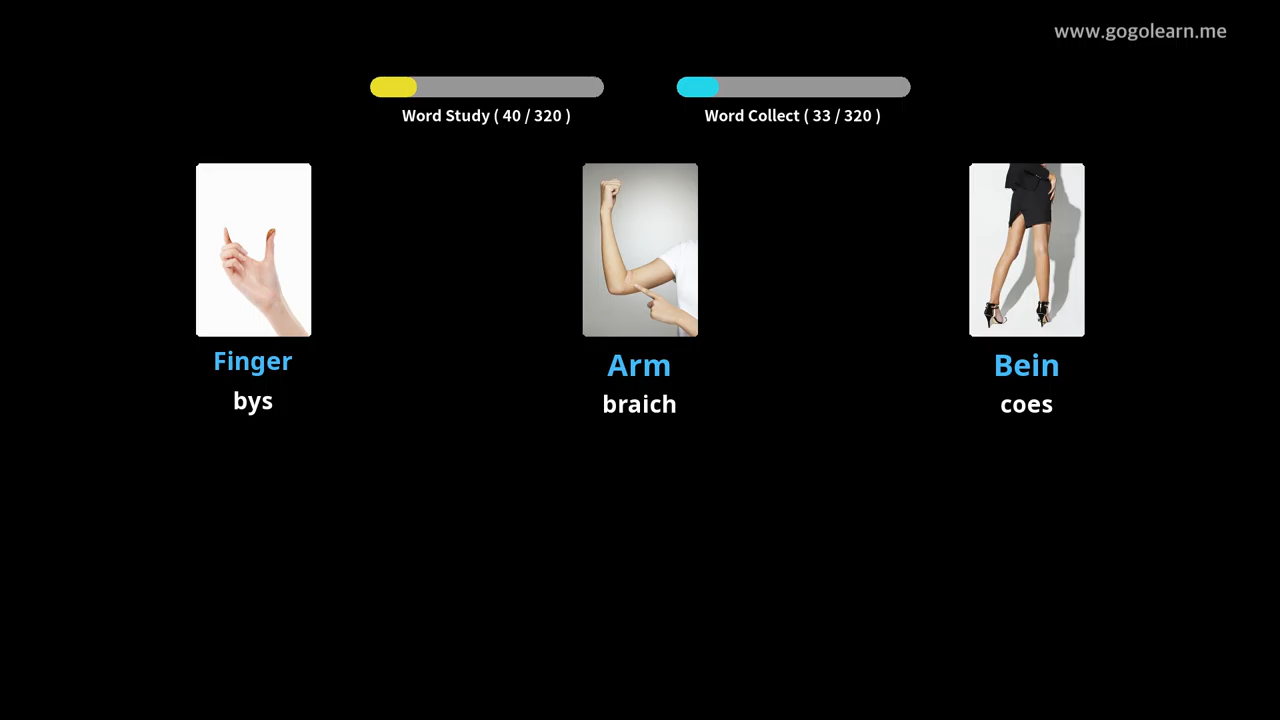 www.gogolearn.me
Word Study ( 40 / 320 )
Word Collect ( 33 / 320 )
Finger
bys
Arm
braich
Bein
coes